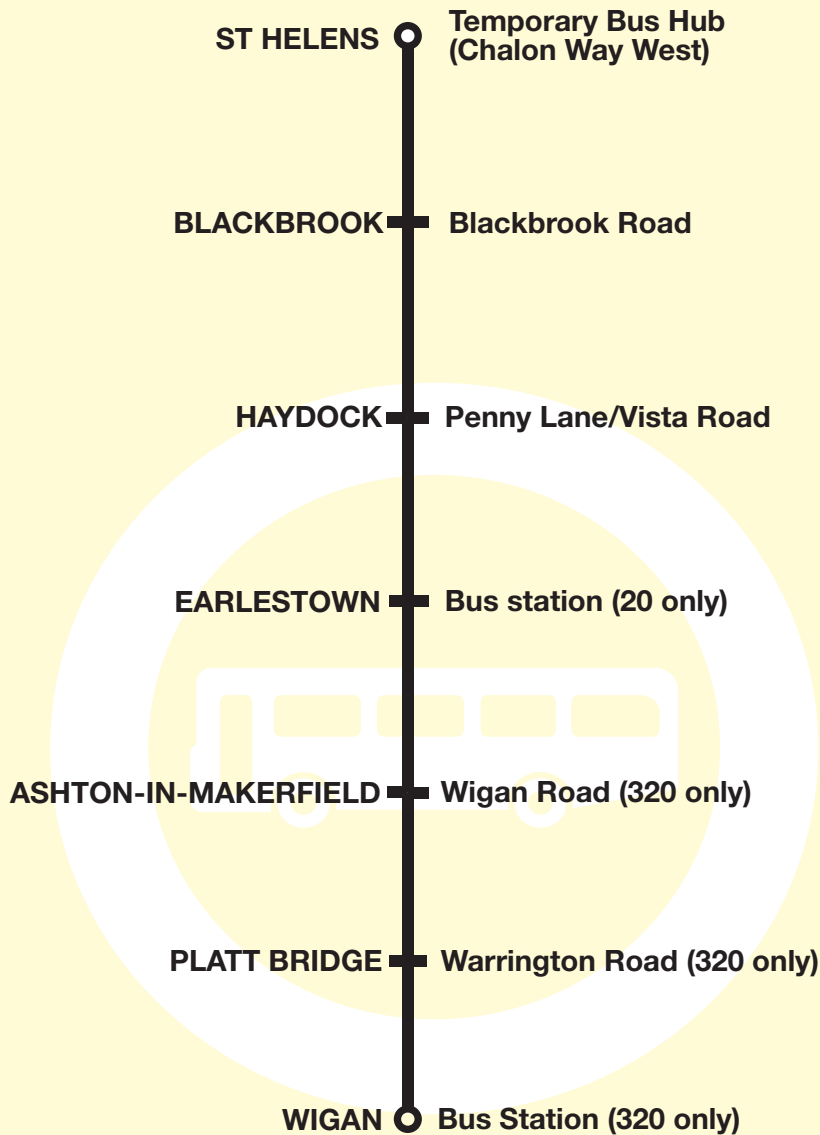 ST HELENS
Temporary Bus Hub
(Chalon Way West)
BLACKBROOK
Blackbrook Road
HAYDOCK
Penny Lane/Vista Road
EARLESTOWN
Bus station (20 only)
ASHTON-IN-MAKERFIELD
Wigan Road (320 only)
PLATT BRIDGE
Warrington Road (320 only)
WIGAN
Bus Station (320 only)